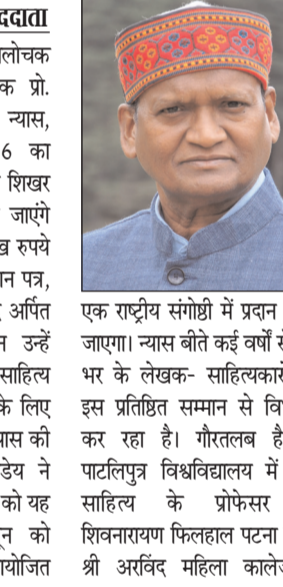 ददाता
लोचक
क प्रो.
न्यास,
6 का
शिखर
जाएंगे
ख रुपये
ान पत्र,
अर्पित
न उन्हें
साहित्य
के लिए
यास की
डेय ने
को यह
ून को
योजित
एक राष्ट्रीय संगोष्ठी में प्रदान
जाएगा। न्यास बीते कई वर्षों से
भर के लेखक- साहित्यकारों
इस प्रतिष्ठित सम्मान से वि
कर रहा है। गौरतलब है
पाटलिपुत्र विश्वविद्यालय में
साहित्य के प्रोफेसर
शिवनारायण फिलहाल पटना
श्री अरविंद महिला कालेज